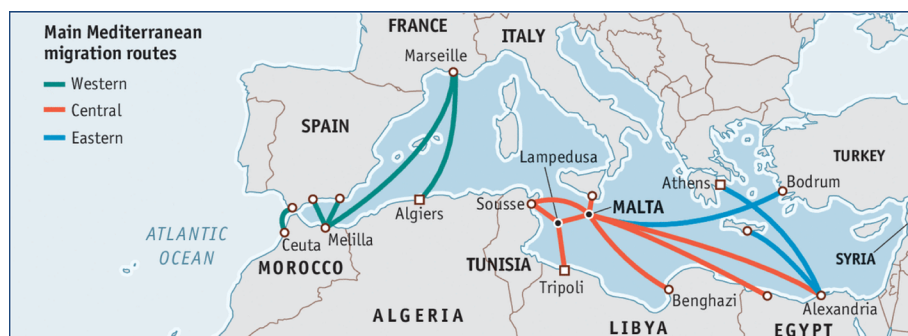 Main Mediterranean
migration routes
Western
Central
Eastern
FRANCE
Marseille
ITALY
SPAIN
Lampedusa
TURKEY
Athens
Bodrum
Algiers
Sousse
MALTA
ATLANTIC
OCEAN
Ceuta
Melilla
MOROCCO
TUNISIA
SYRIA
Tripoli
Benghazi
Alexandria
ALGERIA
LIBYA
EGYPT